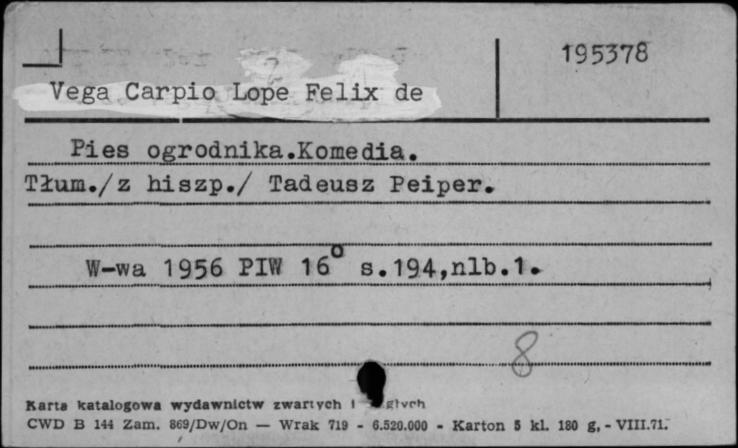 195378
Vega Carpio Lope Felix de
Pies ogrodnika.Komedia.
Tłum./z hiszp./ Tadeusz Peiper.
W-wa 1956 PIW 16° s.194,nlb.1.
8
Karta katalogowa wydawnictw zwartych i
CWD B 144 Zam. 869/Dw/On — Wrak 719 - 6.520.000 - Karton 5 kl. 180 g, - VIII.71.